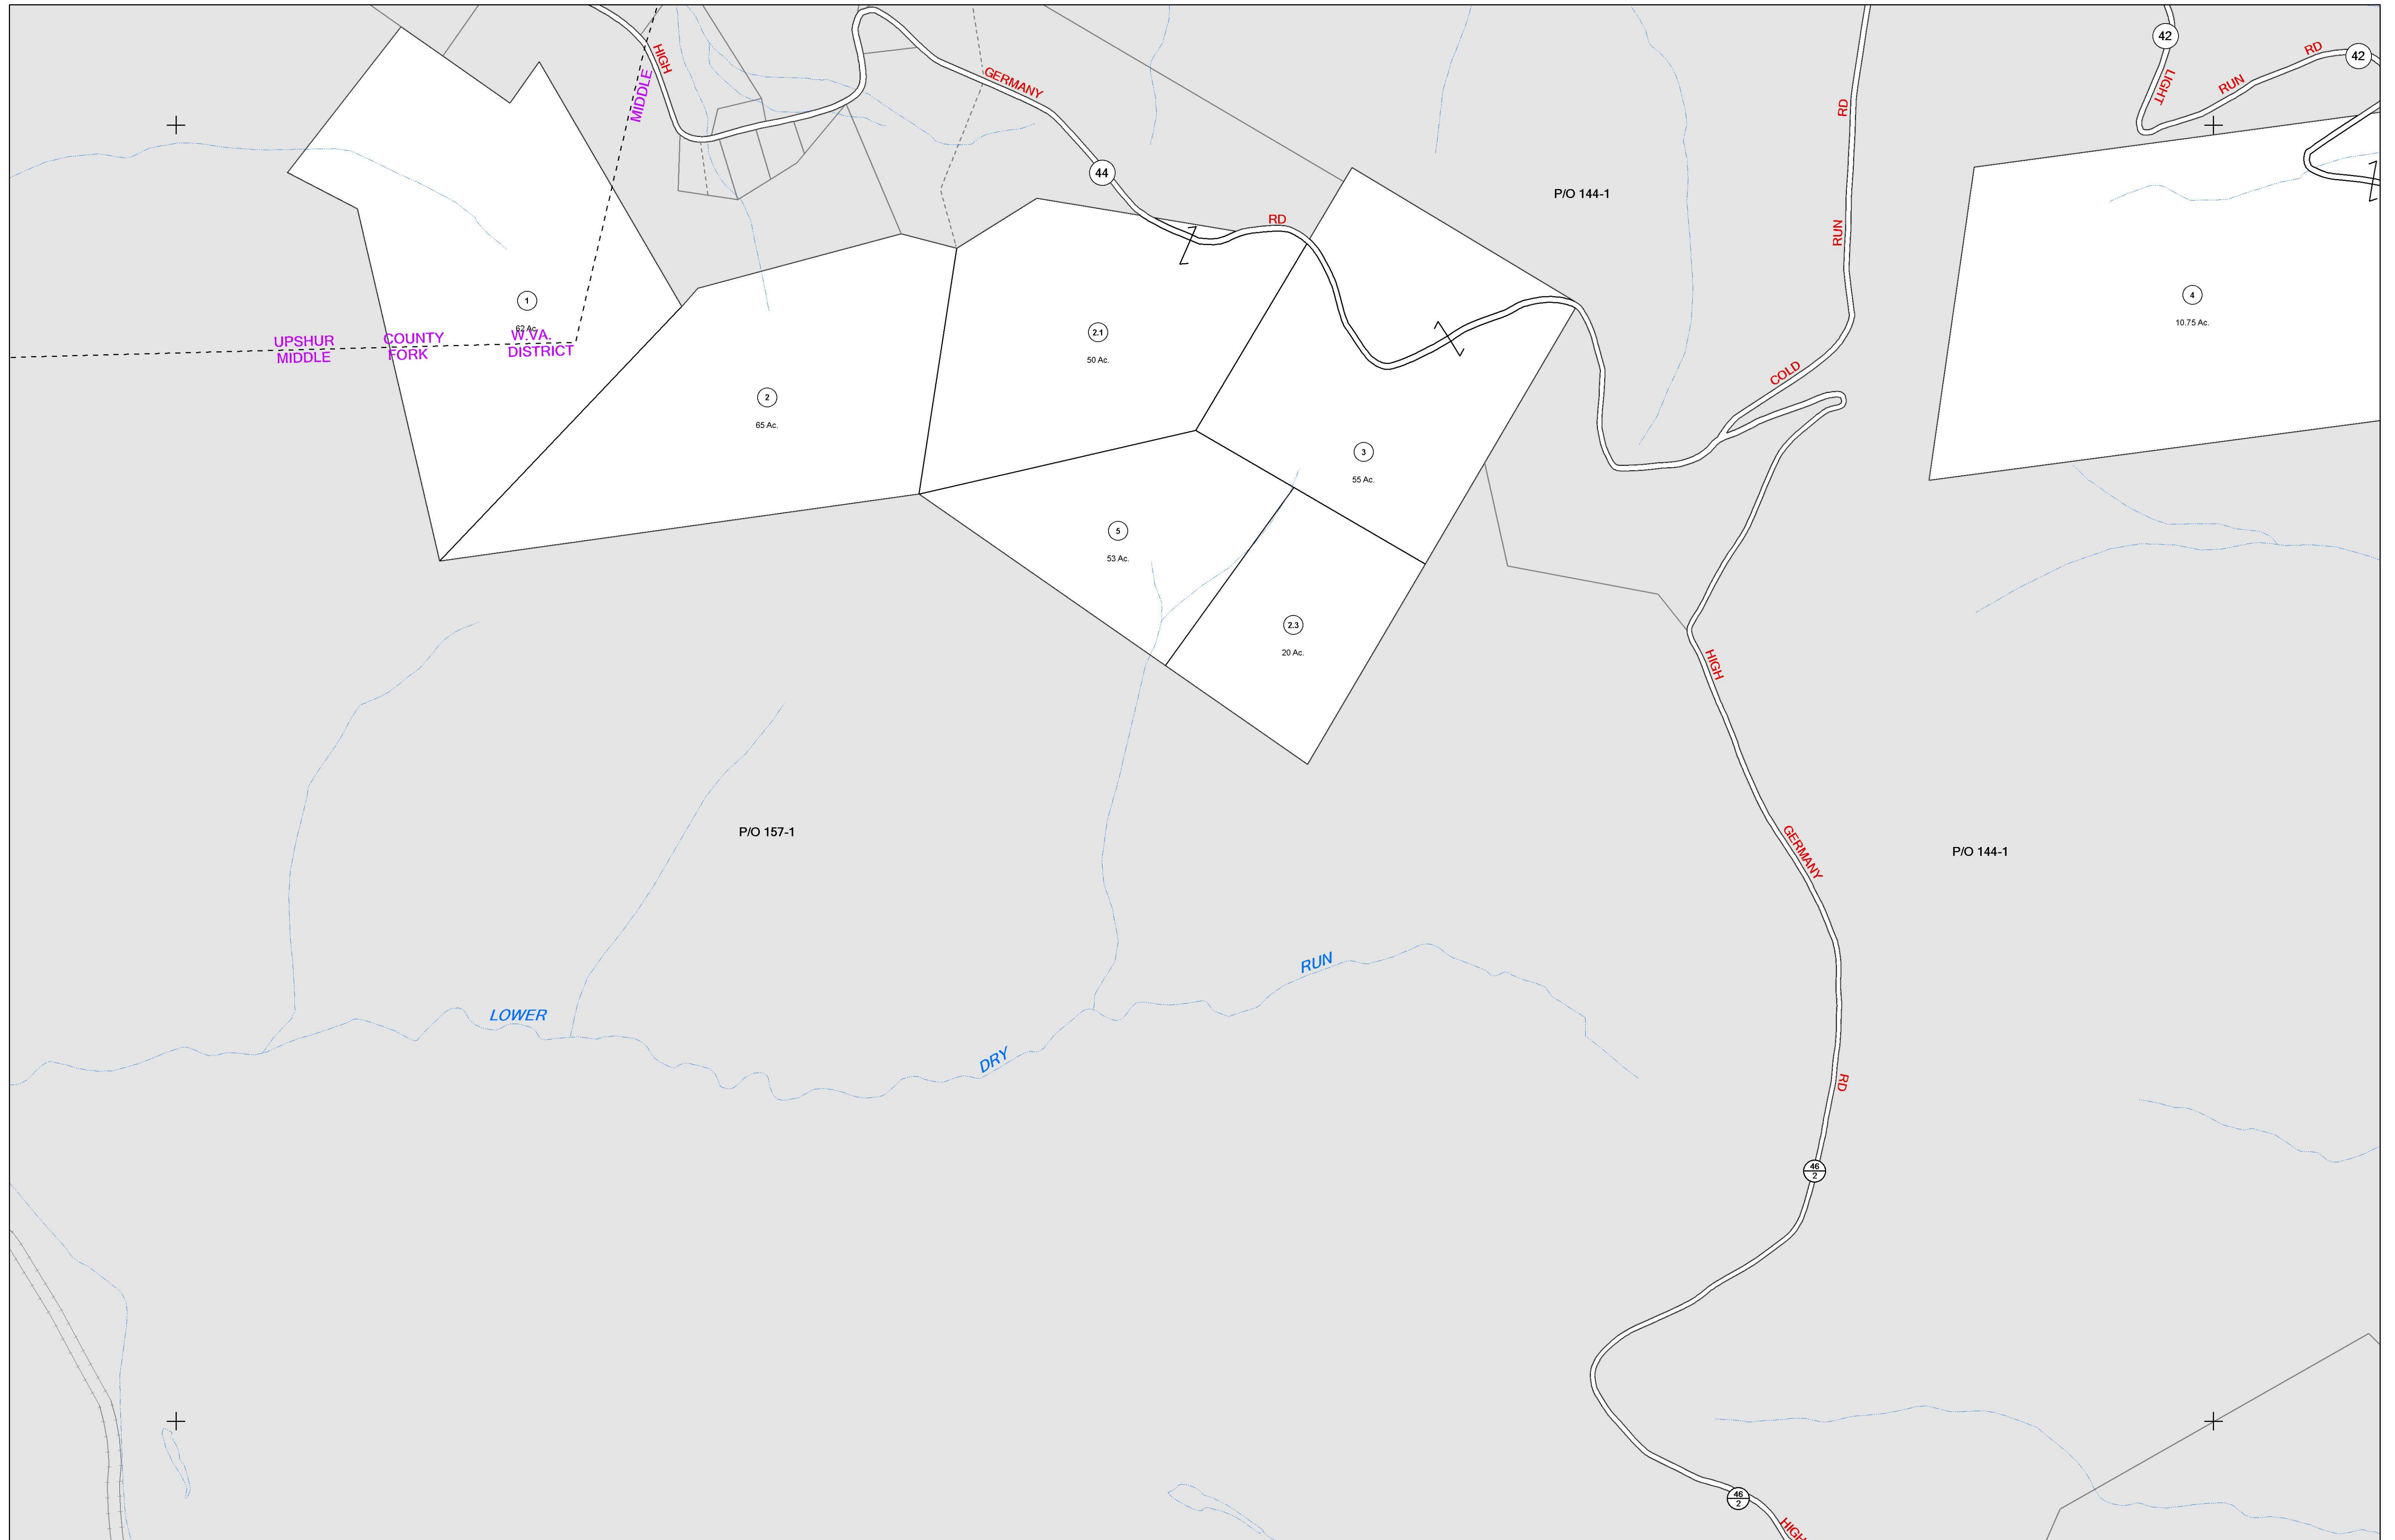 42
RD
42
HIGH
MIDDLE
GERMANY
LIGHT
RUN
RD
44
P/O 144-1
RD
RUN
1
62 Ac.
4
10.75 Ac.
UPSHUR COUNTY W.VA.
MIDDLE FORK DISTRICT
2.1
50 Ac.
COLD
2
65 Ac.
3
55 Ac.
5
53 Ac.
2.3
20 Ac.
HIGH
P/O 157-1
GERMANY
P/O 144-1
RUN
LOWER
DRY
RD
46
2
46
2
HIGH